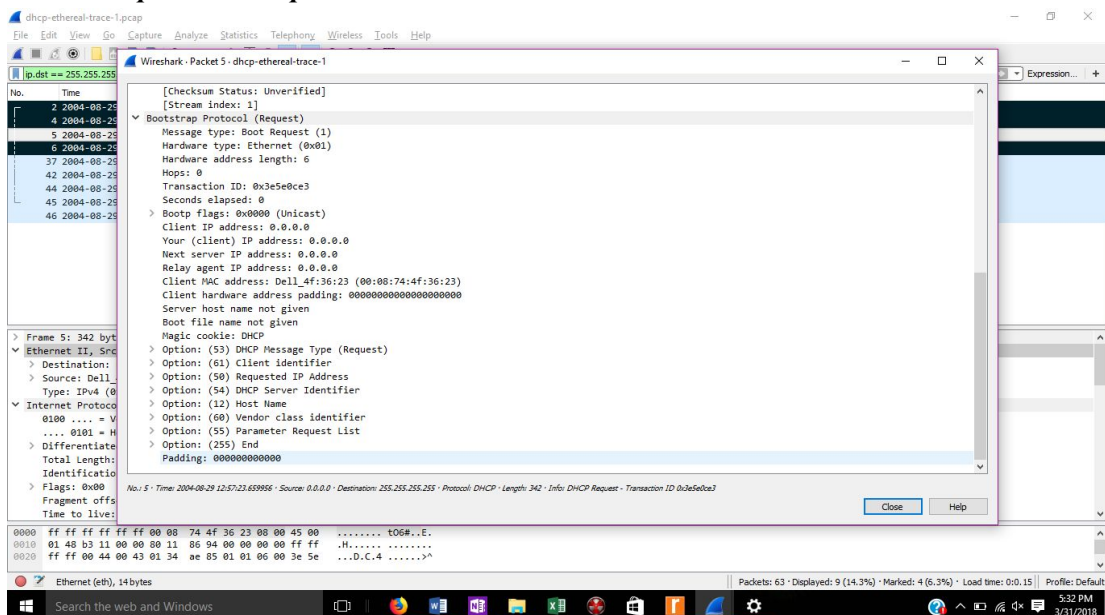 dhcp-ethereal-trace-1.pcap
File Edit View Go Capture Analyze Statistics Telephony Wireless Tools Help
ip.dst == 255.255.255
Expression... +
No. Time
2 2004-08-29
4 2004-08-29
5 2004-08-29
6 2004-08-29
37 2004-08-29
42 2004-08-29
44 2004-08-29
45 2004-08-29
46 2004-08-29
Wireshark · Packet 5 · dhcp-ethereal-trace-1
[Checksum Status: Unverified]
[Stream index: 1]
Bootstrap Protocol (Request)
Message type: Boot Request (1)
Hardware type: Ethernet (0x01)
Hardware address length: 6
Hops: 0
Transaction ID: 0x3e5e0ce3
Seconds elapsed: 0
Bootp flags: 0x0000 (Unicast)
Client IP address: 0.0.0.0
Your (client) IP address: 0.0.0.0
Next server IP address: 0.0.0.0
Relay agent IP address: 0.0.0.0
Client MAC address: Dell_4f:36:23 (00:08:74:4f:36:23)
Client hardware address padding: 00000000000000000000
Server host name not given
Boot file name not given
Magic cookie: DHCP
Option: (53) DHCP Message Type (Request)
Option: (61) Client identifier
Option: (50) Requested IP Address
Option: (54) DHCP Server Identifier
Option: (12) Host Name
Option: (60) Vendor class identifier
Option: (55) Parameter Request List
Option: (255) End
Padding: 000000000000
No.: 5 · Time: 2004-08-29 12:57:23.659956 · Source: 0.0.0.0 · Destination: 255.255.255.255 · Protocol: DHCP · Length: 342 · Info: DHCP Request - Transaction ID 0x3e5e0ce3
Close Help
Frame 5: 342 byt
Ethernet II, Src
Destination:
Source: Dell_
Type: IPv4 (0
Internet Protoco
0100 .... = V
.... 0101 = H
Differentiate
Total Length:
Identificatio
Flags: 0x00
Fragment offs
Time to live:
0000 ff ff ff ff ff ff 00 08 74 4f 36 23 08 00 45 00 ........ tO6#..E.
0010 01 48 b3 11 00 00 80 11 86 94 00 00 00 00 ff ff .H...... ........
0020 ff ff 00 44 00 43 01 34 ae 85 01 01 06 00 3e 5e ...D.C.4 ......>^
Ethernet (eth), 14 bytes
Packets: 63 · Displayed: 9 (14.3%) · Marked: 4 (6.3%) · Load time: 0:0.15 Profile: Default
Search the web and Windows
5:32 PM
3/31/2018